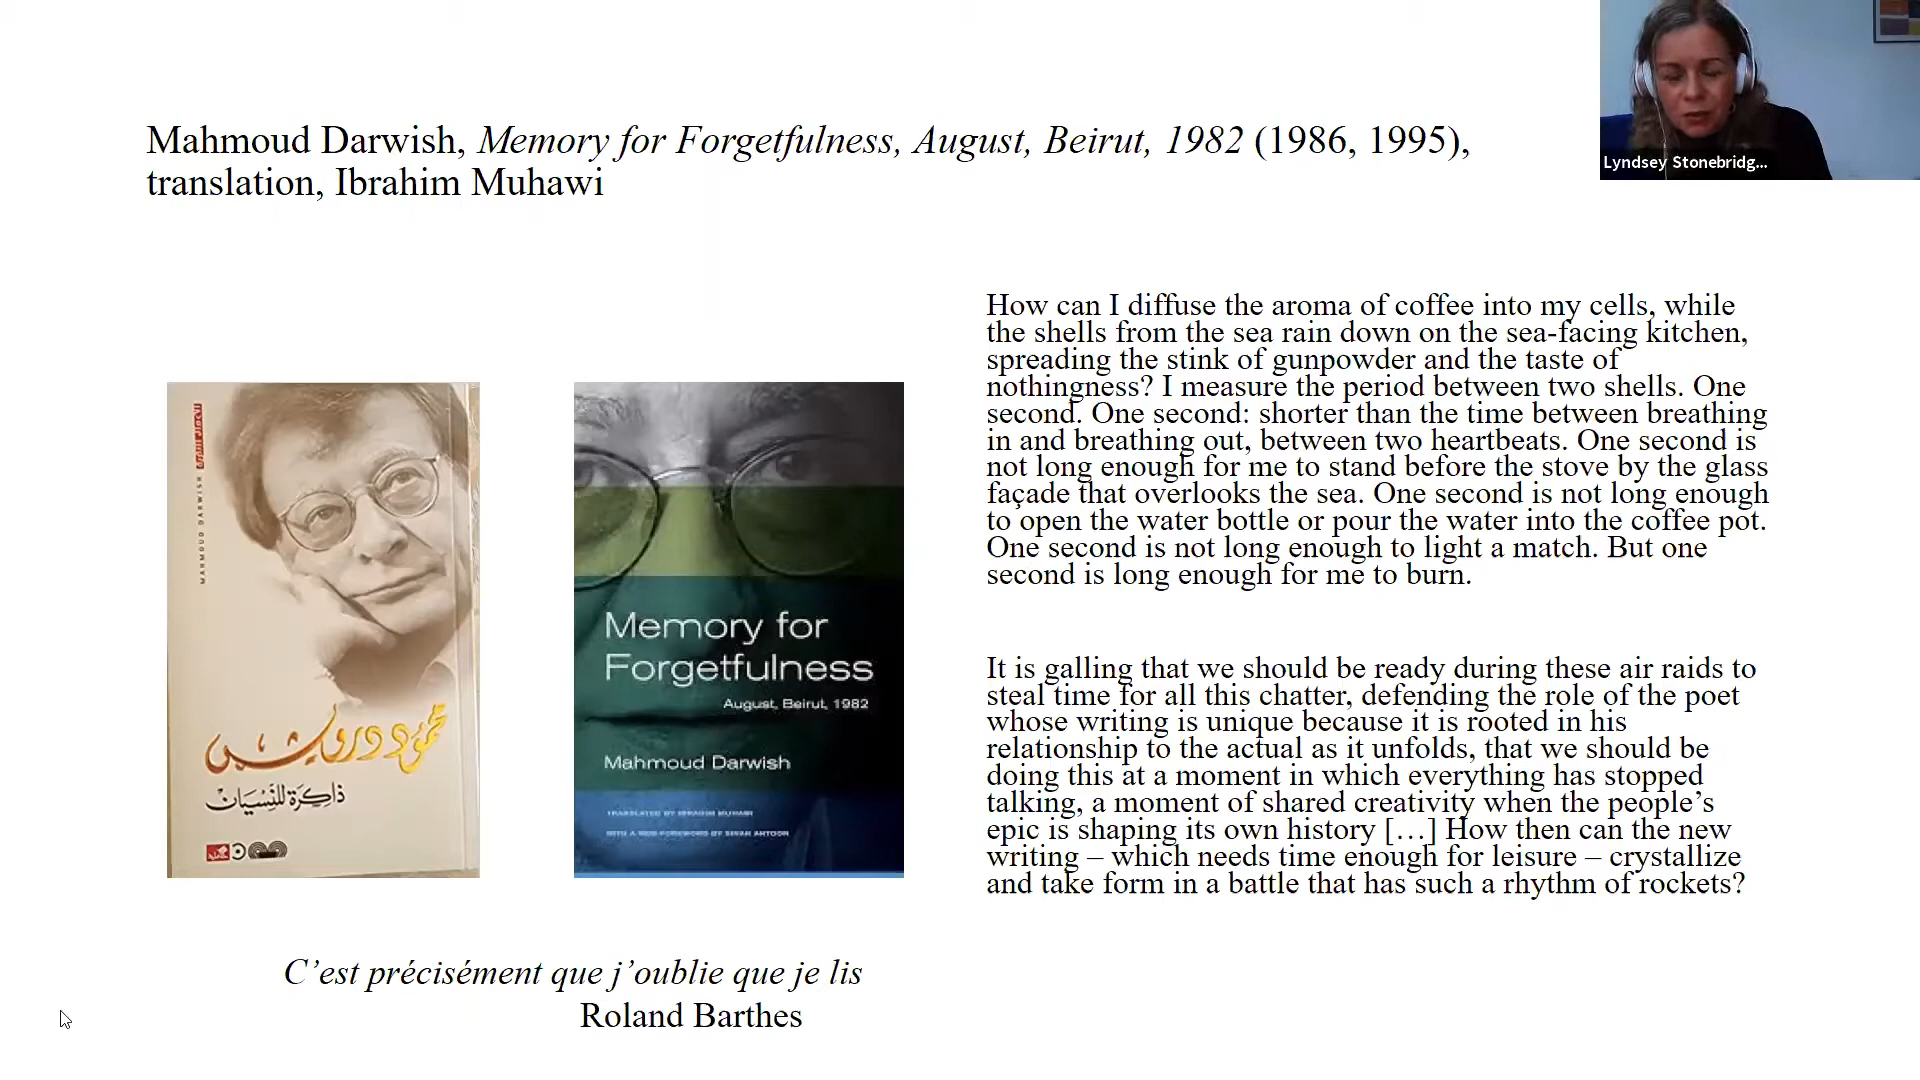 Mahmoud Darwish, Memory for Forgetfulness, August, Beirut, 1982 (1986, 1995),
translation, Ibrahim Muhawi
Lyndsey Stonebridg...
MAHMOUD DARWISH
محمود درويش
ذاكرة للنسيان
Memory for
Forgetfulness
August, Beirut, 1982
Mahmoud Darwish
TRANSLATED BY IBRAHIM MUHAWI
WITH A NEW FOREWORD BY SINAN ANTOON
How can I diffuse the aroma of coffee into my cells, while
the shells from the sea rain down on the sea-facing kitchen,
spreading the stink of gunpowder and the taste of
nothingness? I measure the period between two shells. One
second. One second: shorter than the time between breathing
in and breathing out, between two heartbeats. One second is
not long enough for me to stand before the stove by the glass
façade that overlooks the sea. One second is not long enough
to open the water bottle or pour the water into the coffee pot.
One second is not long enough to light a match. But one
second is long enough for me to burn.
It is galling that we should be ready during these air raids to
steal time for all this chatter, defending the role of the poet
whose writing is unique because it is rooted in his
relationship to the actual as it unfolds, that we should be
doing this at a moment in which everything has stopped
talking, a moment of shared creativity when the people’s
epic is shaping its own history […] How then can the new
writing – which needs time enough for leisure – crystallize
and take form in a battle that has such a rhythm of rockets?
C’est précisément que j’oublie que je lis
Roland Barthes